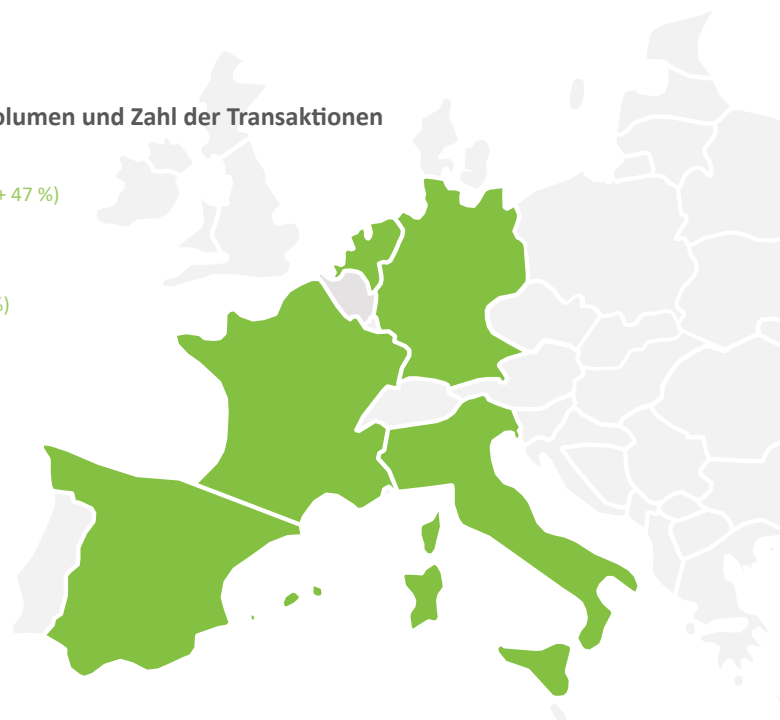 olumen und Zahl der Transaktionen
+ 47 %)
%)